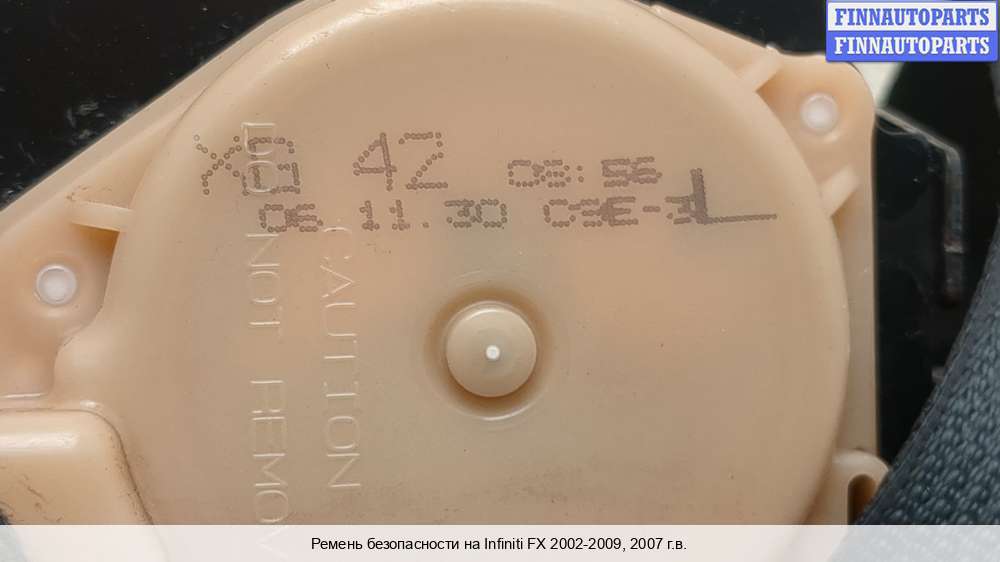 FINNAUTOPARTS
FINNAUTOPARTS
42 08:56
06.11.30
CAUTION
DO NOT REMOV
Ремень безопасности на Infiniti FX 2002-2009, 2007 г.в.